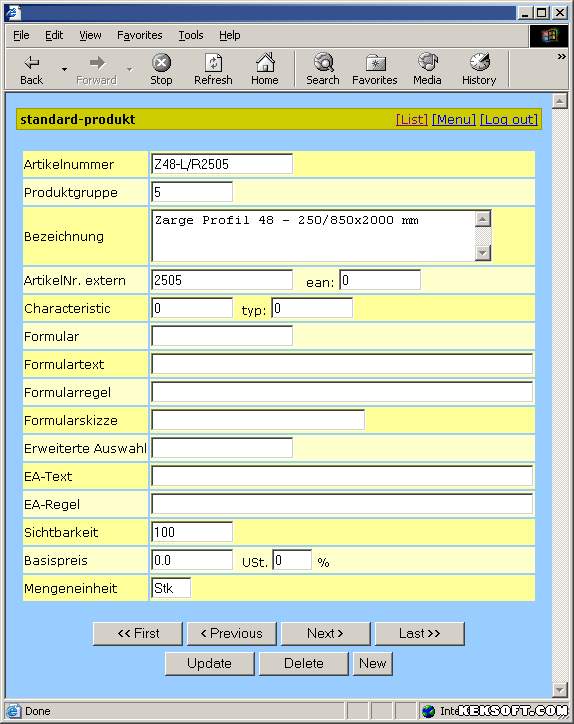 File Edit View Favorites Tools Help
Back Forward Stop Refresh Home Search Favorites Media History
standard-produkt [List] [Menu] [Log out]
Artikelnummer Z48-L/R2505
Produktgruppe 5
Bezeichnung Zarge Profil 48 - 250/850x2000 mm
ArtikelNr. extern 2505 ean: 0
Characteristic 0 typ: 0
Formular
Formulartext
Formularregel
Formularskizze
Erweiterte Auswahl
EA-Text
EA-Regel
Sichtbarkeit 100
Basispreis 0.0 USt. 0 %
Mengeneinheit Stk
<< First < Previous Next > Last >>
Update Delete New
Done KEKSOFT.COM